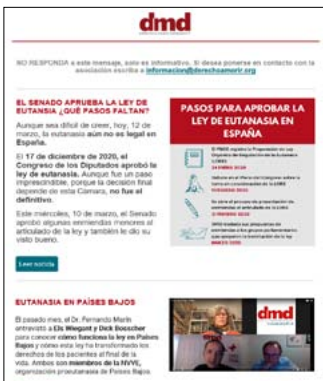 dmd
NO RESPONDA a este mensaje, solo es informativo. Si desea ponerse en contacto con la
asociación escriba a informacion@derechoamorir.org
EL SENADO APRUEBA LA LEY DE
EUTANSIA ¿QUÉ PASOS FALTAN?
Aunque sea difícil de creer, hoy, 12 de
marzo, la eutanasia aún no es legal en
España.
El 17 de diciembre de 2020, el
Congreso de los Diputados aprobó la
ley de eutanasia. Aunque fue un paso
imprescindible, porque la decisión final
depende de esta Cámara, no fue el
definitivo.
Este miércoles, 10 de marzo, el Senado
aprobó algunas enmiendas menores al
articulado de la ley y también le dio su
visto bueno.
Leer noticia
PASOS PARA APROBAR LA
LEY DE EUTANASIA EN
ESPAÑA
EUTANASIA EN PAÍSES BAJOS
El pasado mes, el Dr. Fernando Marín
entrevistó a Els Wiegant y Dick Bosscher
para conocer cómo funciona la ley en Países
Bajos y cómo esta ley ha transformado los
derechos de los pacientes al final de la
vida. Ambos son miembros de la NVVE,
organización proeutanasia de Países Bajos.
dmd